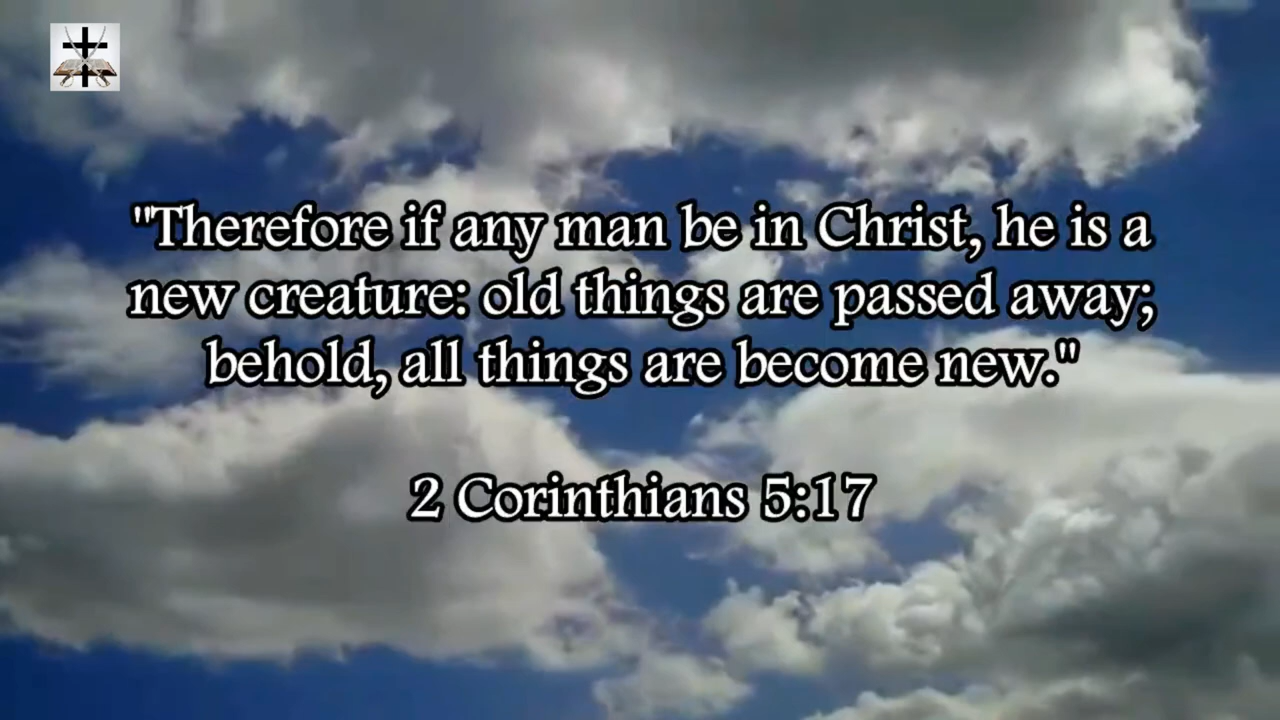 "Therefore if any man be in Christ, he is a
new creature: old things are passed away;
behold, all things are become new."
2 Corinthians 5:17